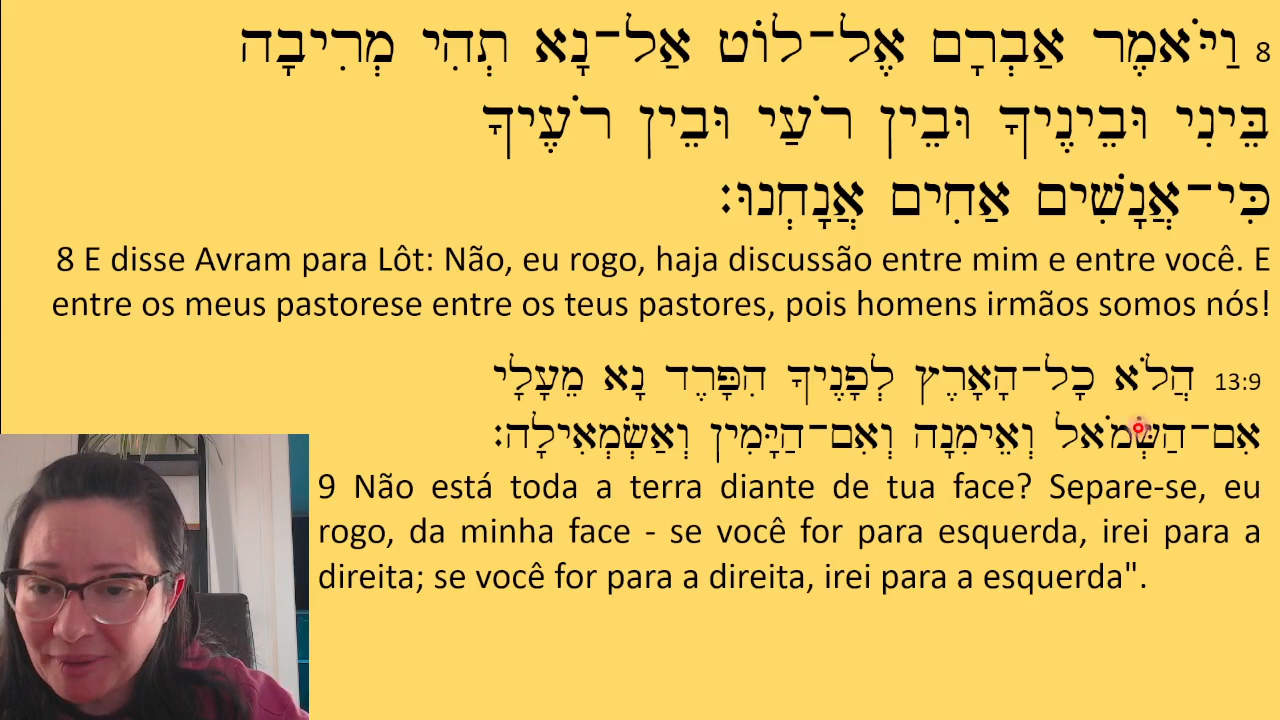 8 וַיֹּאמֶר אַבְרָם אֶל־לוֹט אַל־נָא תְהִי מְרִיבָה
בֵּינִי וּבֵינֶיךָ וּבֵין רֹעַי וּבֵין רֹעֶיךָ
כִּי־אֲנָשִׁים אַחִים אֲנָחְנוּ׃
8 E disse Avram para Lôt: Não, eu rogo, haja discussão entre mim e entre você. E
entre os meus pastorese entre os teus pastores, pois homens irmãos somos nós!
13:9 הֲלֹא כָל־הָאָרֶץ לְפָנֶיךָ הִפָּרֶד נָא מֵעָלָי
אִם־הַשְּׂמֹאל וְאֵימִנָה וְאִם־הַיָּמִין וְאַשְׂמְאִילָה׃
9 Não está toda a terra diante de tua face? Separe-se, eu
rogo, da minha face - se você for para esquerda, irei para a
direita; se você for para a direita, irei para a esquerda".